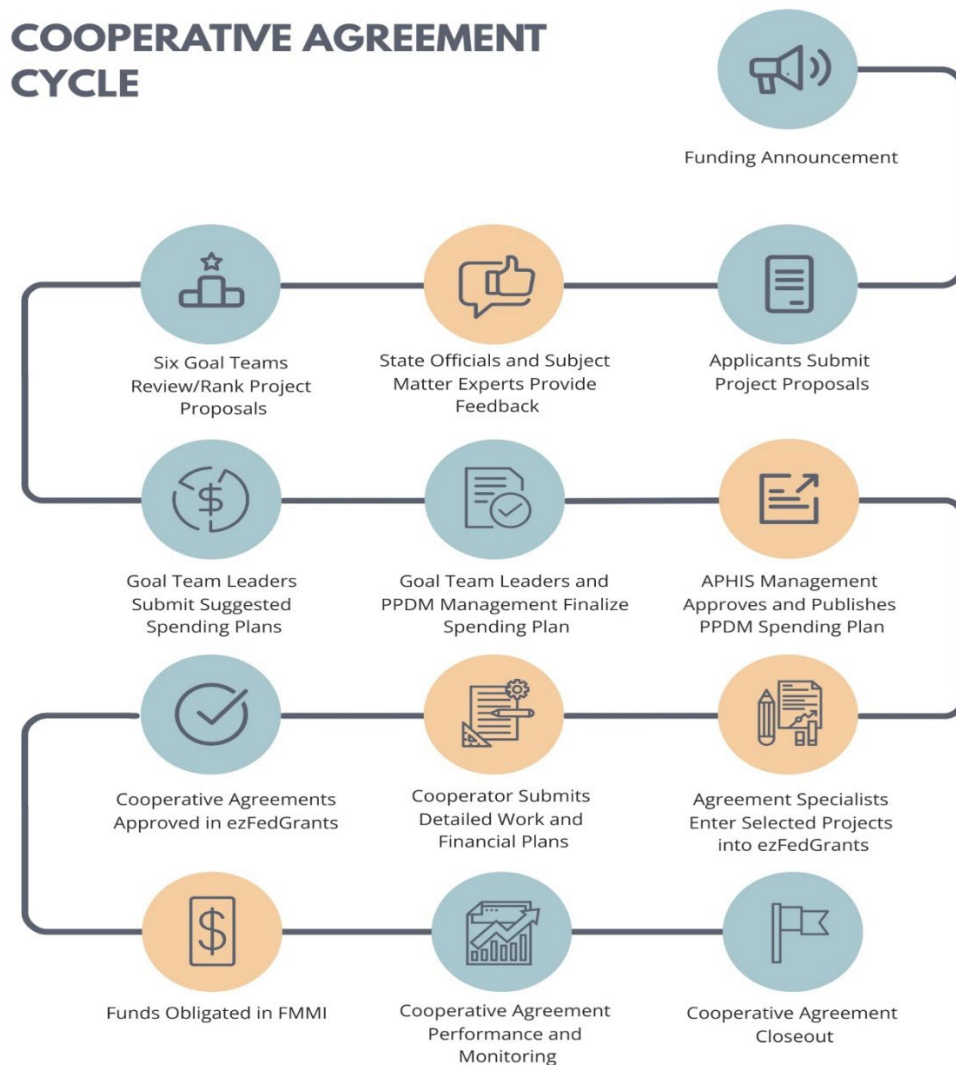 COOPERATIVE AGREEMENT
CYCLE
Funding Announcement
Six Goal Teams
Review/Rank Project
Proposals
State Officials and Subject
Matter Experts Provide
Feedback
Applicants Submit
Project Proposals
Goal Team Leaders
Submit Suggested
Spending Plans
Goal Team Leaders and
PPDM Management Finalize
Spending Plan
APHIS Management
Approves and Publishes
PPDM Spending Plan
Cooperative Agreements
Approved in ezFedGrants
Cooperator Submits
Detailed Work and
Financial Plans
Agreement Specialists
Enter Selected Projects
into ezFedGrants
Funds Obligated in FMMI
Cooperative Agreement
Performance and
Monitoring
Cooperative Agreement
Closeout